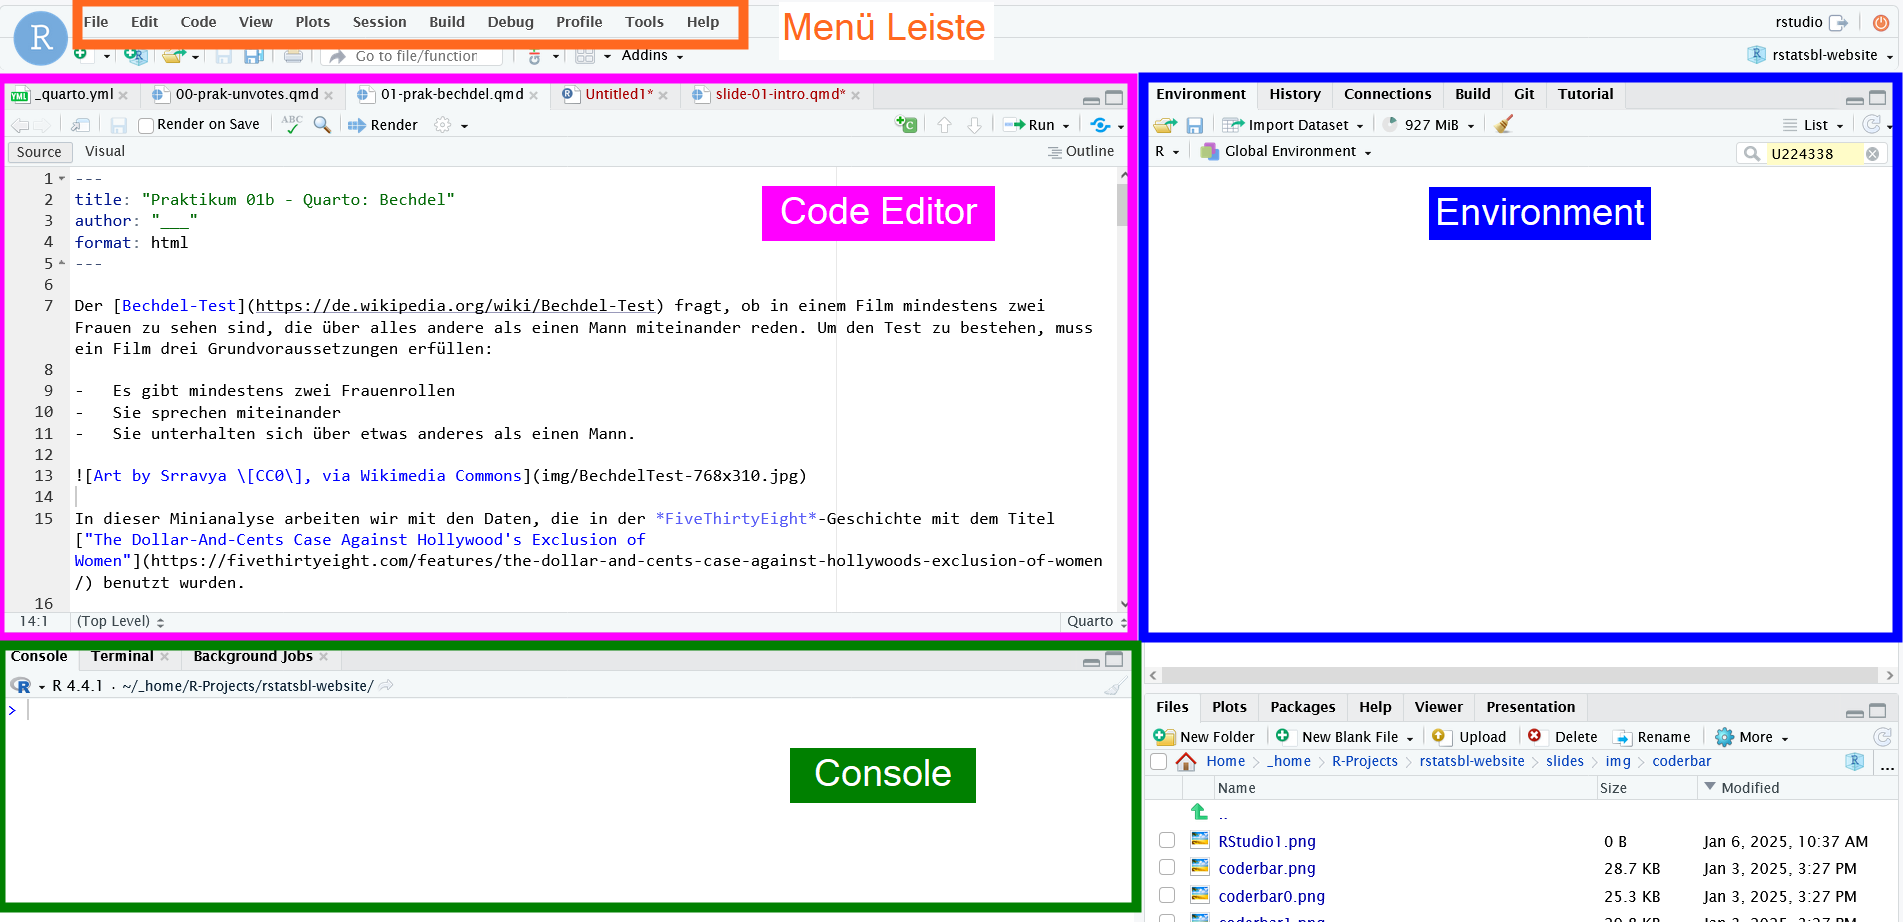 File Edit Code View Plots Session Build Debug Profile Tools Help
Menü Leiste
rstudio
R
Go to file/function
Addins
rstatsbl-website
_quarto.yml
00-prak-unvotes.qmd
01-prak-bechdel.qmd
Untitled1*
slide-01-intro.qmd*
Render on Save
ABC
Render
Run
Source Visual
Outline
1 ---
2 title: "Praktikum 01b - Quarto: Bechdel"
3 author: "___"
4 format: html
5 ---
6
7 Der [Bechdel-Test](https://de.wikipedia.org/wiki/Bechdel-Test) fragt, ob in einem Film mindestens zwei
Frauen zu sehen sind, die über alles andere als einen Mann miteinander reden. Um den Test zu bestehen, muss
ein Film drei Grundvoraussetzungen erfüllen:
8
9 - Es gibt mindestens zwei Frauenrollen
10 - Sie sprechen miteinander
11 - Sie unterhalten sich über etwas anderes als einen Mann.
12
13 ![Art by Srravya \[CC0\], via Wikimedia Commons](img/BechdelTest-768x310.jpg)
14
15 In dieser Minianalyse arbeiten wir mit den Daten, die in der *FiveThirtyEight*-Geschichte mit dem Titel
["The Dollar-And-Cents Case Against Hollywood's Exclusion of
Women"](https://fivethirtyeight.com/features/the-dollar-and-cents-case-against-hollywoods-exclusion-of-women
/) benutzt wurden.
16
Code Editor
14:1 (Top Level) Quarto
Environment History Connections Build Git Tutorial
Import Dataset 927 MiB List
R Global Environment U224338
Environment
Console Terminal Background Jobs
R 4.4.1 · ~/_home/R-Projects/rstatsbl-website/
>
Console
Files Plots Packages Help Viewer Presentation
New Folder New Blank File Upload Delete Rename More
Home _home R-Projects rstatsbl-website slides img coderbar ...
Name Size Modified
..
RStudio1.png 0 B Jan 6, 2025, 10:37 AM
coderbar.png 28.7 KB Jan 3, 2025, 3:27 PM
coderbar0.png 25.3 KB Jan 3, 2025, 3:27 PM